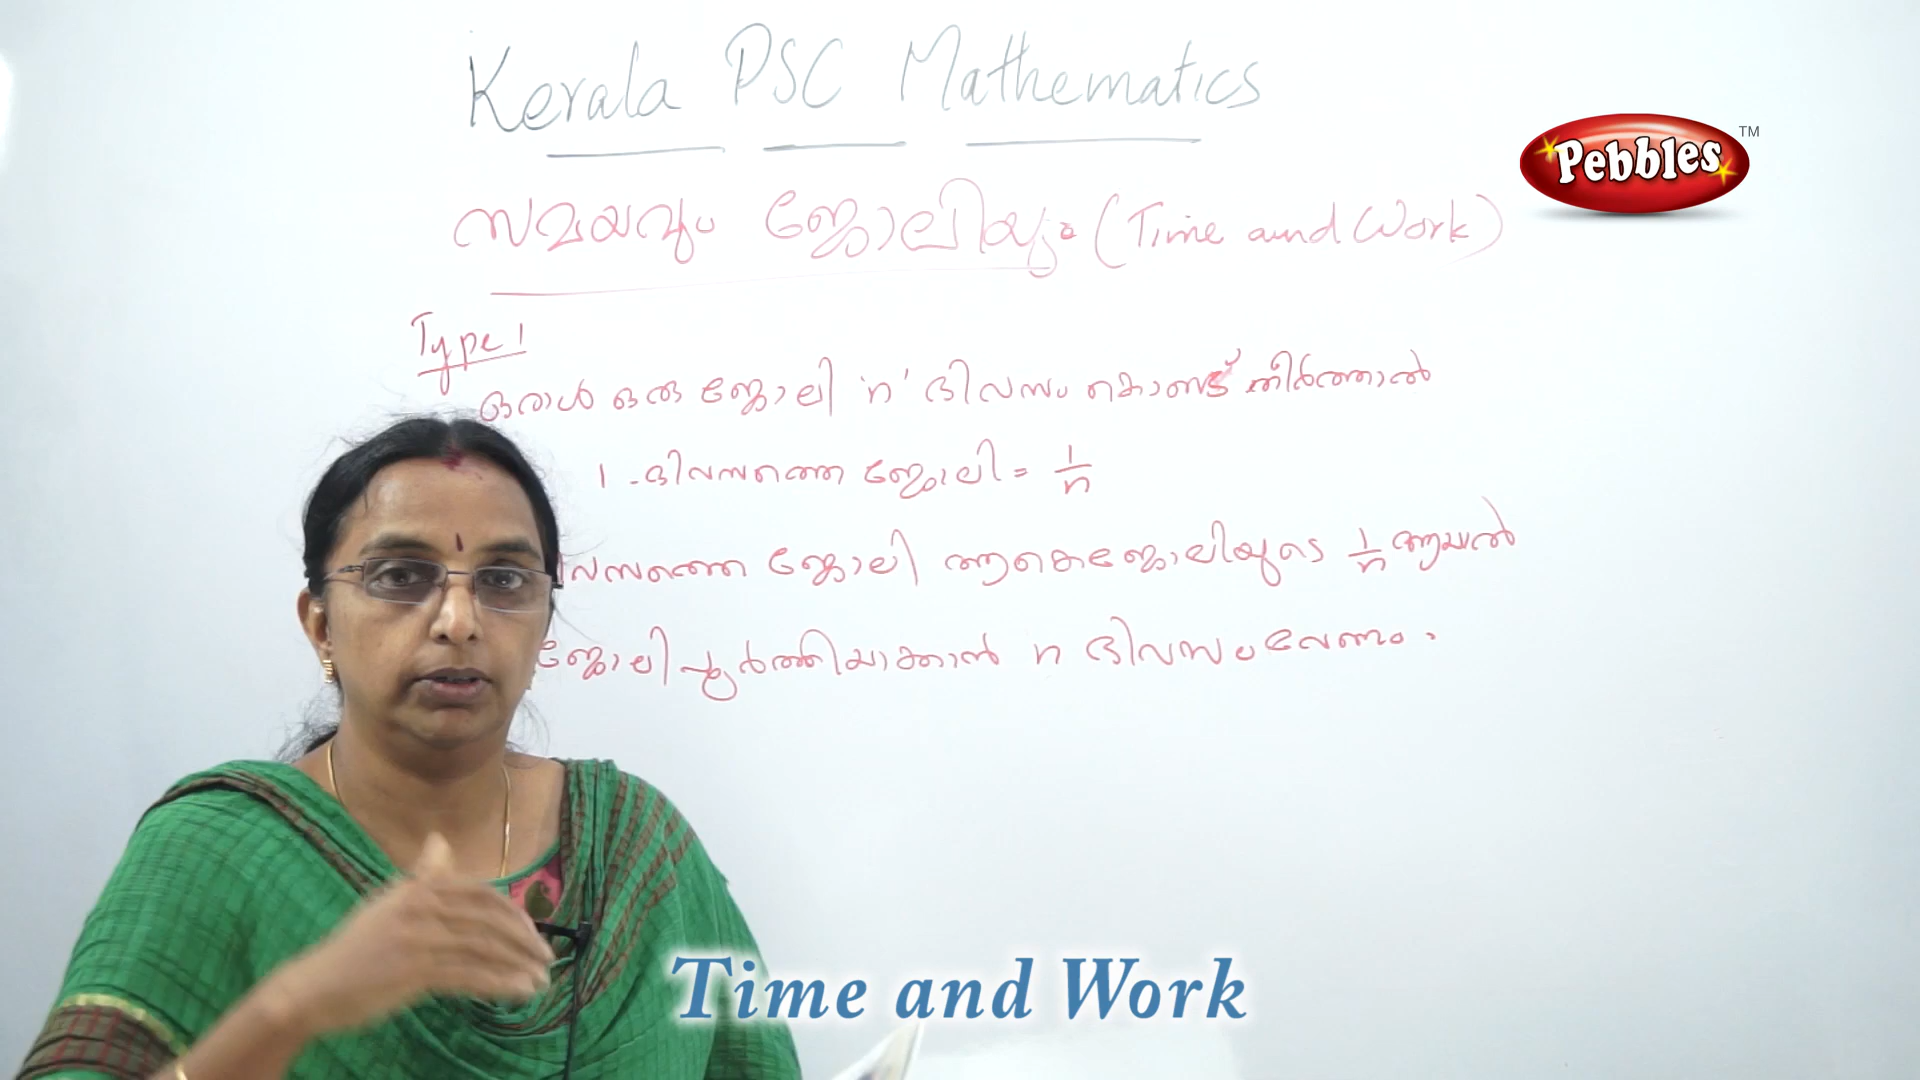 Kerala PSC Mathematics
Pebbles TM
സമയവും ജോലിയും (Time and Work)
Type 1
ഒരാൾ ഒരു ജോലി 'n' ദിവസം കൊണ്ട് തീർത്താൽ
1 ദിവസത്തെ ജോലി = 1/n
ദിവസത്തെ ജോലി ആകെ ജോലിയുടെ 1/n ആയാൽ
ജോലി പൂർത്തിയാക്കാൻ n ദിവസം വേണം.
Time and Work